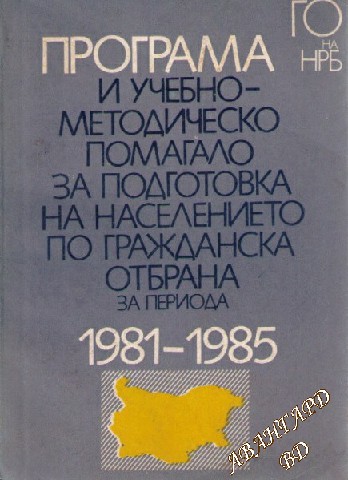 ГО
НА
НРБ
ПРОГРАМА
И УЧЕБНО-
МЕТОДИЧЕСКО
ПОМАГАЛО
ЗА ПОДГОТОВКА
НА НАСЕЛЕНИЕТО
ПО ГРАЖДАНСКА
ОТБРАНА
ЗА ПЕРИОДА
1981-1985
АВАНГАРД
BD